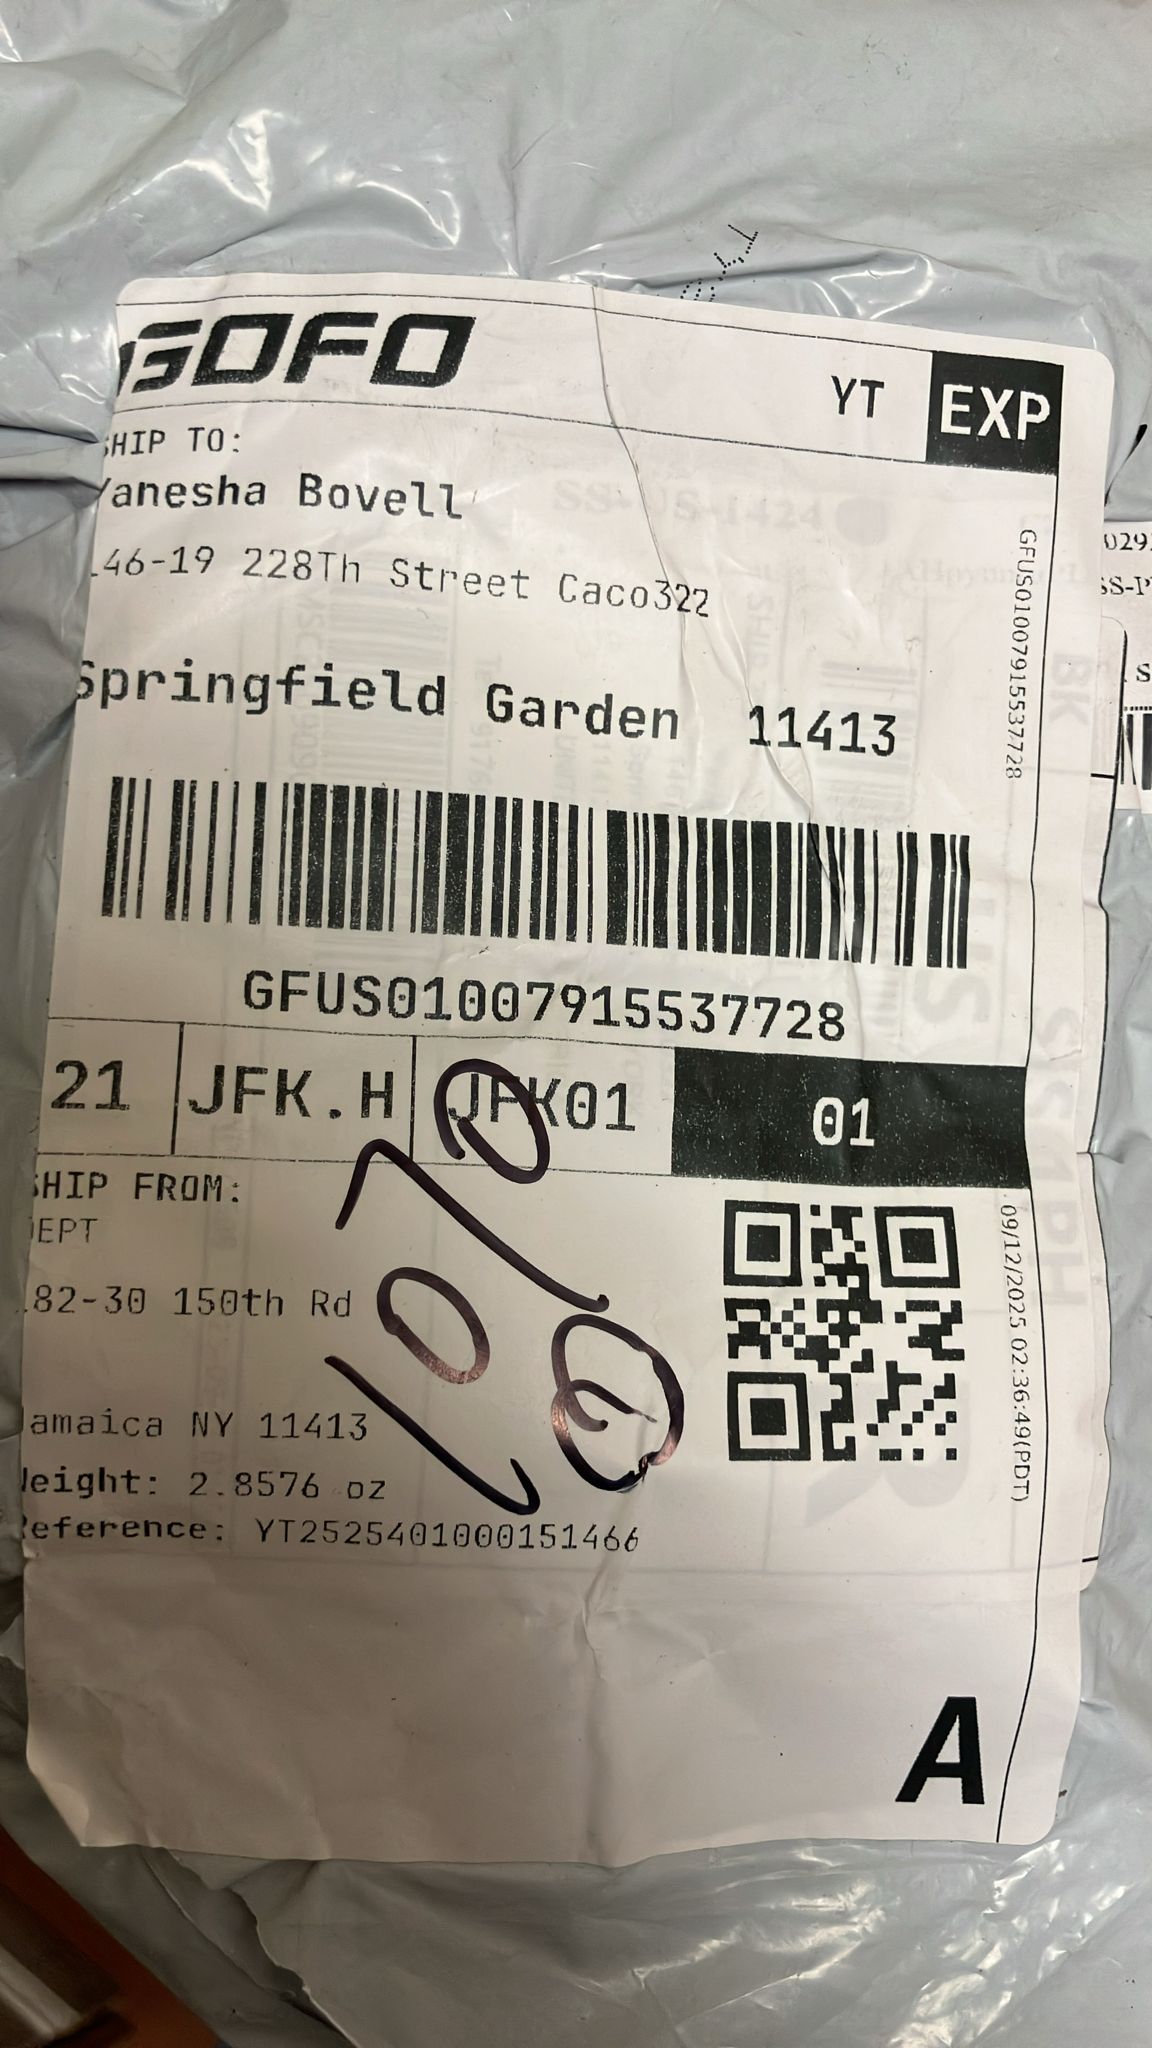 GOFO
YT
EXP
SHIP TO:
Yanesha Bovell
146-19 228Th Street Caco322
Springfield Garden 11413
GFUS01007915537728
GFUS01007915537728
21
JFK.H
JFK01
01
SHIP FROM:
DEPT
182-30 150th Rd
Jamaica NY 11413
Weight: 2.8576 oz
Reference: YT2525401000151466
09/12/2025 02:36:49(PDT)
A